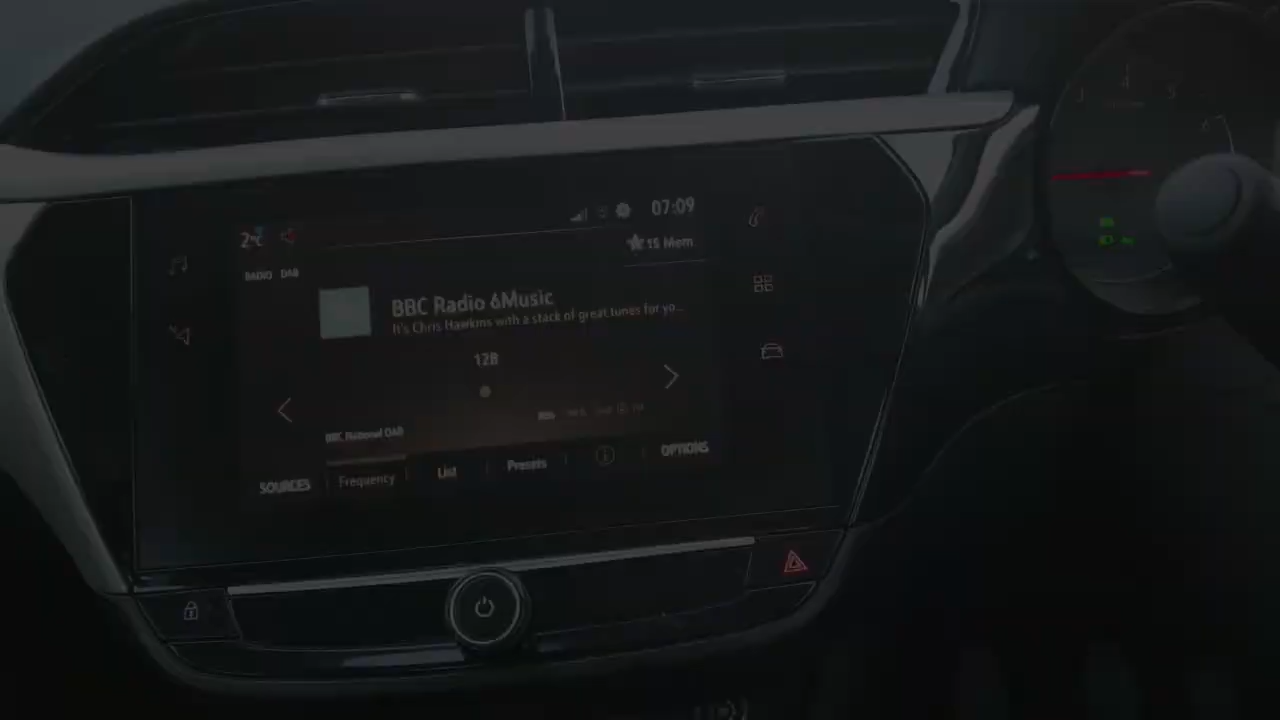 07:09
2°C
15 Mem
RADIO DAB
BBC Radio 6Music
It's Chris Hawkins with a stack of great tunes for yo...
12B
BBC National DAB
SOURCES Frequency List Presets OPTIONS